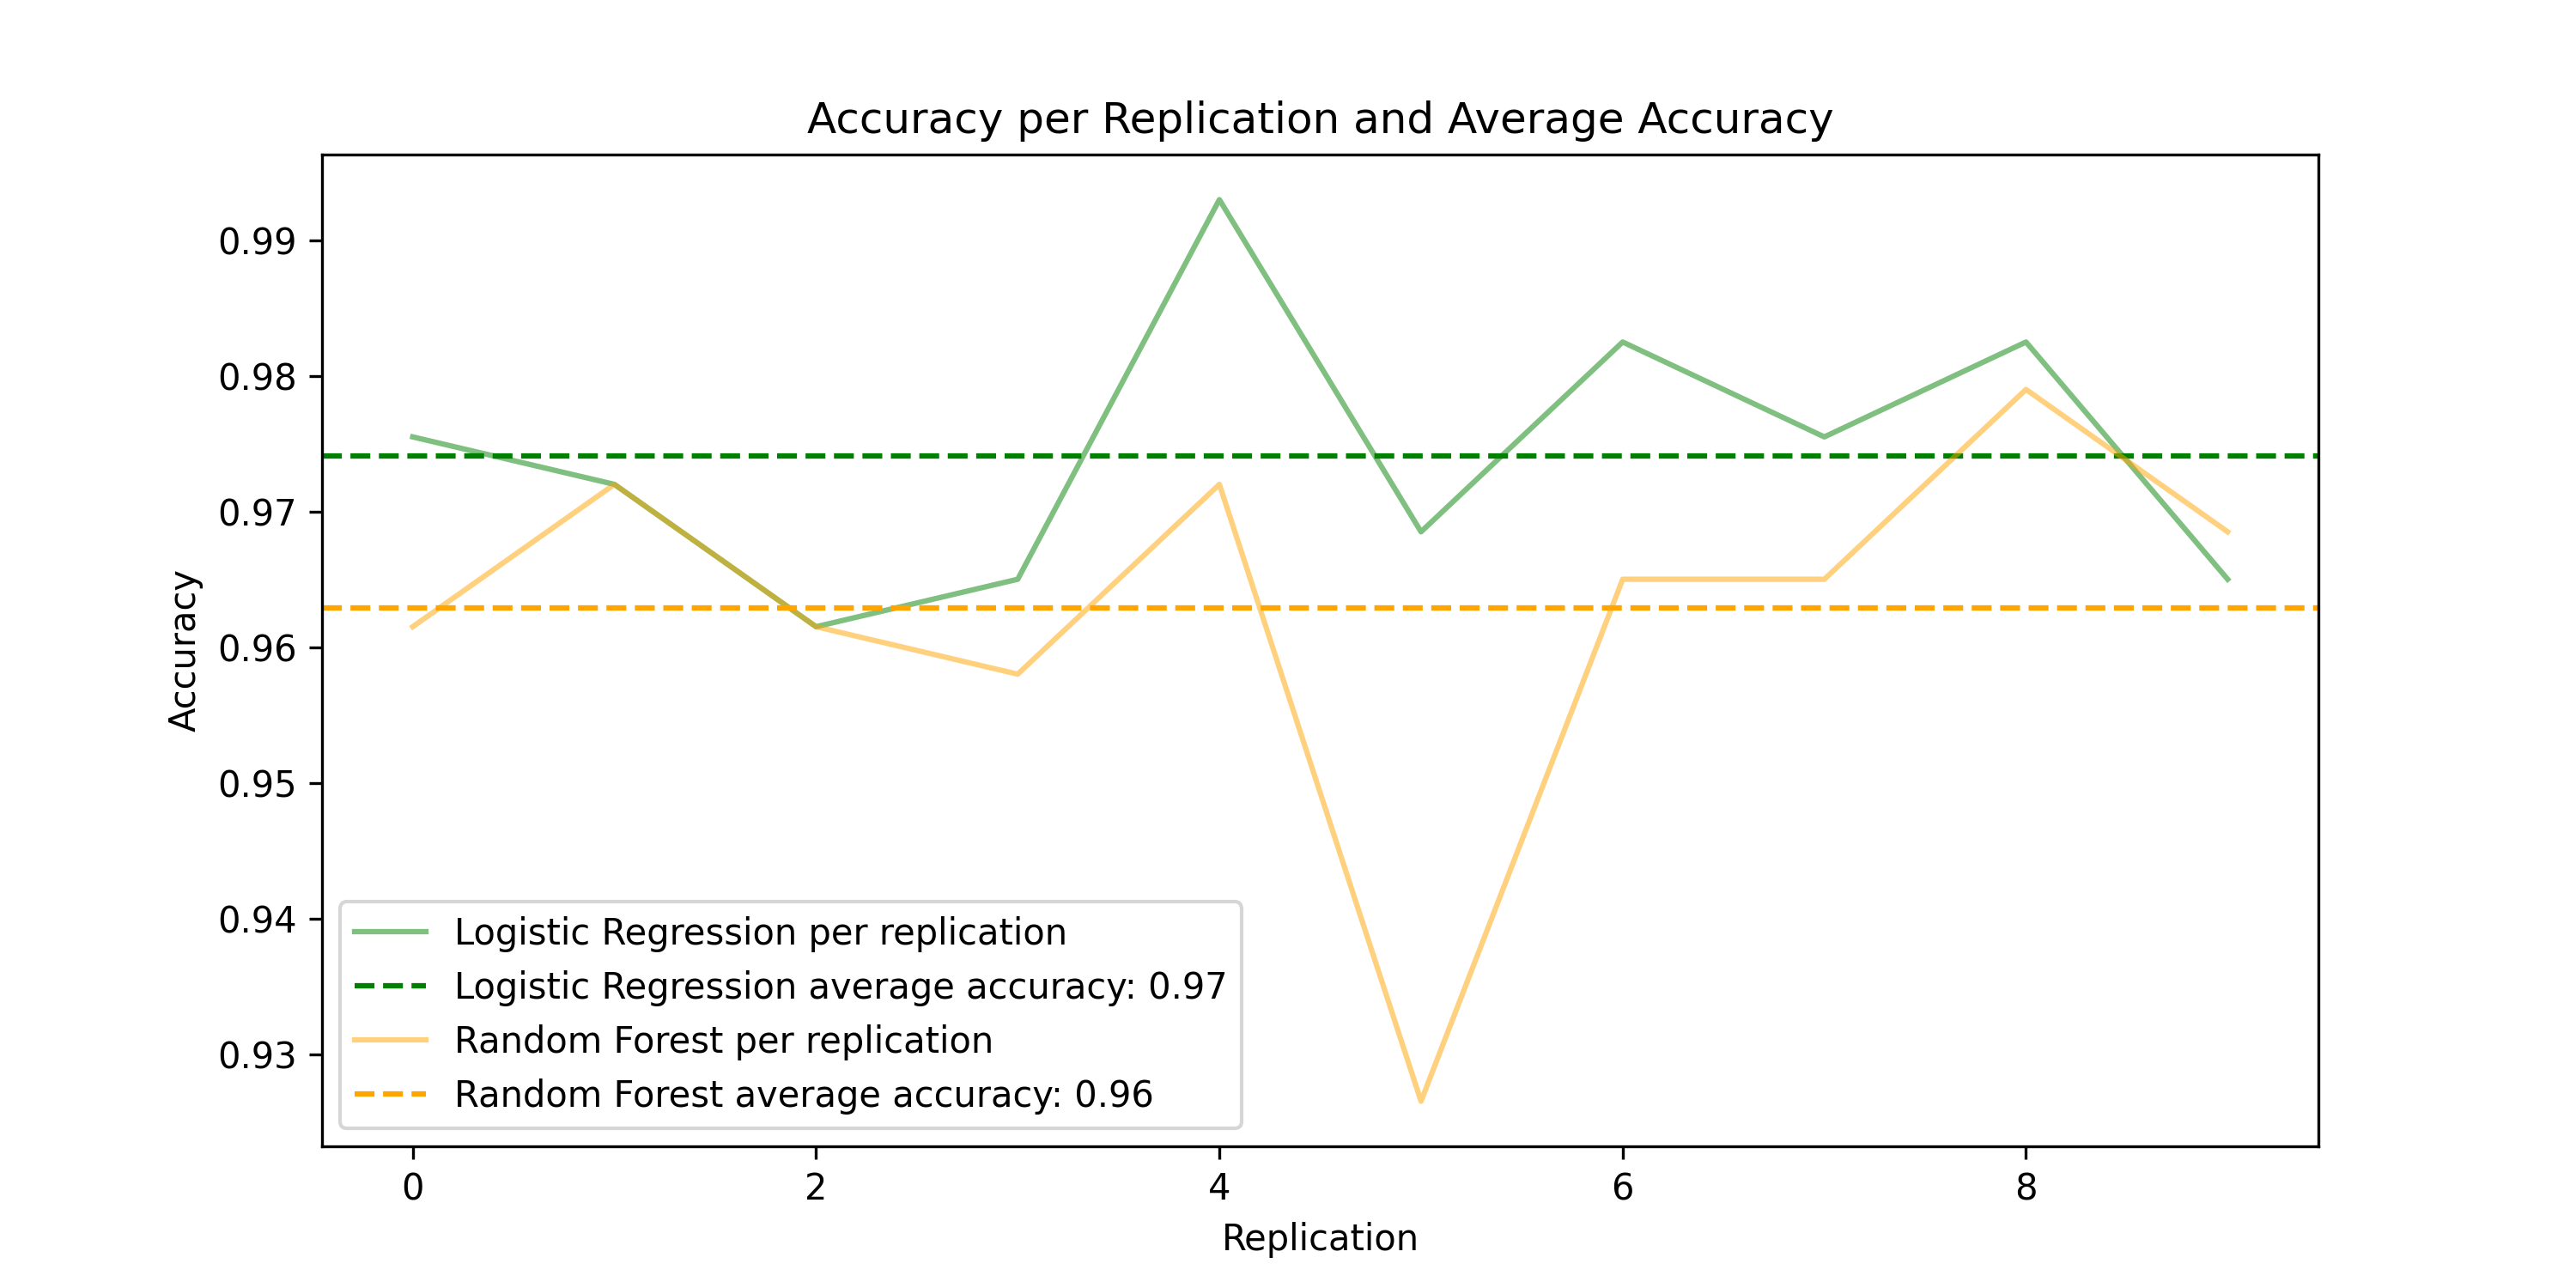 Accuracy per Replication and Average Accuracy
0.99
0.98
0.97
0.96
0.95
0.94
0.93
Accuracy
Logistic Regression per replication
Logistic Regression average accuracy: 0.97
Random Forest per replication
Random Forest average accuracy: 0.96
0 2 4 6 8
Replication